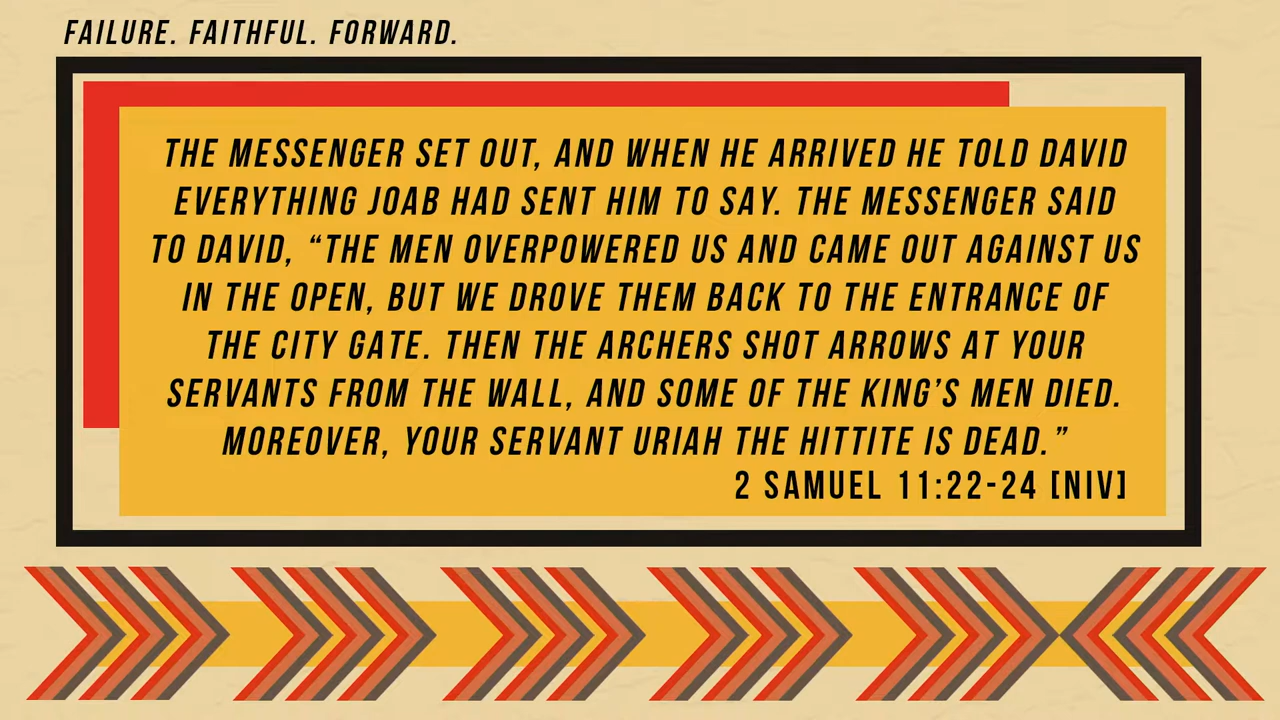 FAILURE. FAITHFUL. FORWARD.
THE MESSENGER SET OUT, AND WHEN HE ARRIVED HE TOLD DAVID
EVERYTHING JOAB HAD SENT HIM TO SAY. THE MESSENGER SAID
TO DAVID, “THE MEN OVERPOWERED US AND CAME OUT AGAINST US
IN THE OPEN, BUT WE DROVE THEM BACK TO THE ENTRANCE OF
THE CITY GATE. THEN THE ARCHERS SHOT ARROWS AT YOUR
SERVANTS FROM THE WALL, AND SOME OF THE KING’S MEN DIED.
MOREOVER, YOUR SERVANT URIAH THE HITTITE IS DEAD.”
2 SAMUEL 11:22-24 [NIV]